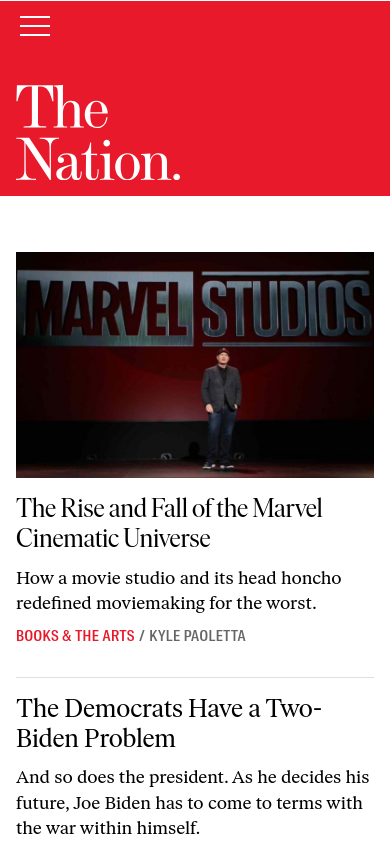 The
Nation.
MARVEL STUDIOS
The Rise and Fall of the Marvel
Cinematic Universe
How a movie studio and its head honcho
redefined moviemaking for the worst.
BOOKS & THE ARTS / KYLE PAOLETTA
The Democrats Have a Two-
Biden Problem
And so does the president. As he decides his
future, Joe Biden has to come to terms with
the war within himself.